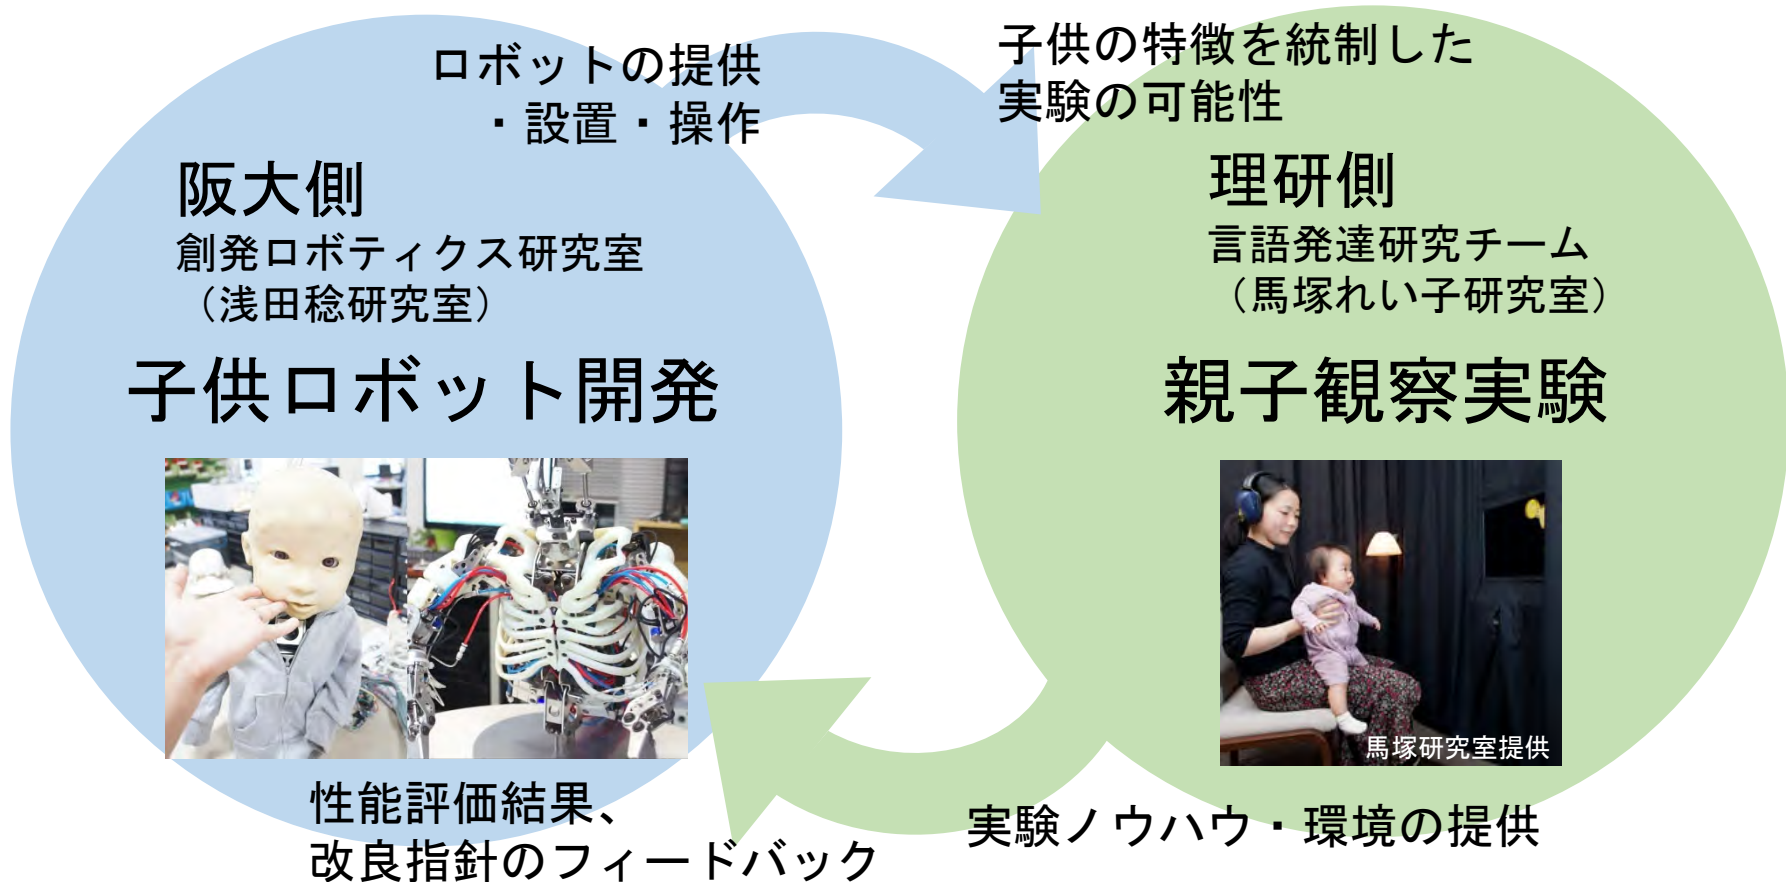 ロボットの提供
・設置・操作
阪大側
創発ロボティクス研究室
（浅田稔研究室）
子供ロボット開発
性能評価結果、
改良指針のフィードバック
子供の特徴を統制した
実験の可能性
理研側
言語発達研究チーム
（馬塚れい子研究室）
親子観察実験
馬塚研究室提供
実験ノウハウ・環境の提供